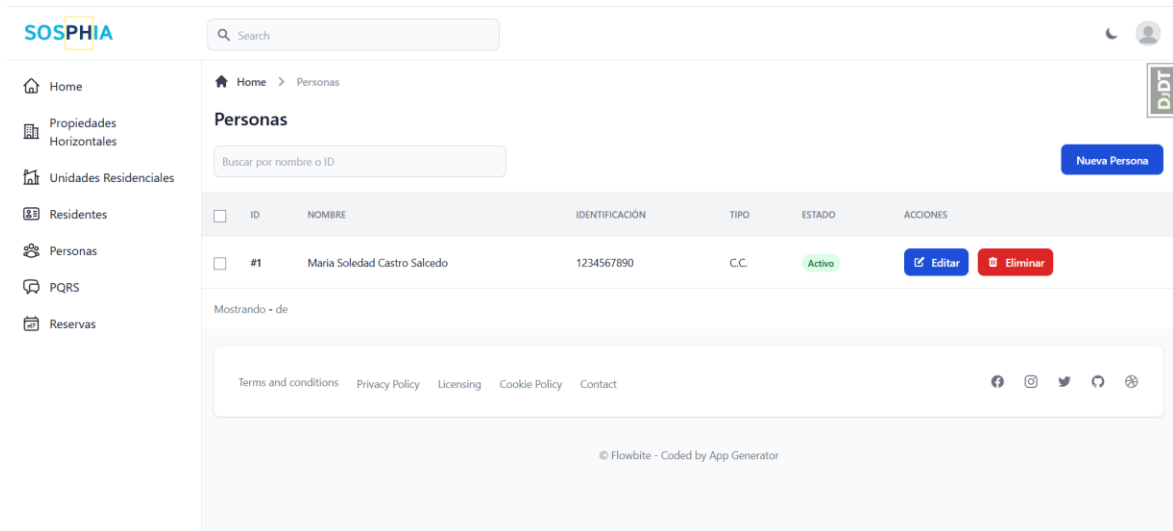 SOSPHIA
Search
Home
Propiedades
Horizontales
Unidades Residenciales
Residentes
Personas
PQRS
Reservas
Home > Personas
DJDT
Personas
Buscar por nombre o ID
Nueva Persona
ID NOMBRE IDENTIFICACIÓN TIPO ESTADO ACCIONES
#1 Maria Soledad Castro Salcedo 1234567890 C.C. Activo Editar Eliminar
Mostrando - de
Terms and conditions Privacy Policy Licensing Cookie Policy Contact
© Flowbite - Coded by App Generator